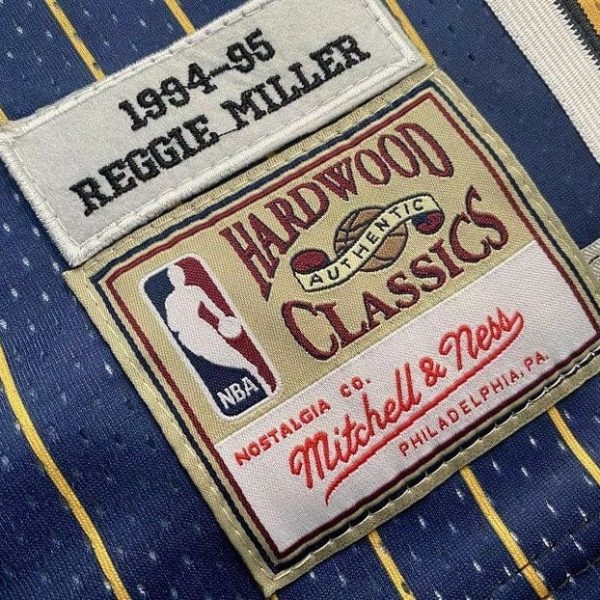 1994-95
REGGIE MILLER
HARDWOOD
AUTHENTIC
CLASSICS
NBA
NOSTALGIA CO.
Mitchell & Ness
PHILADELPHIA, PA.